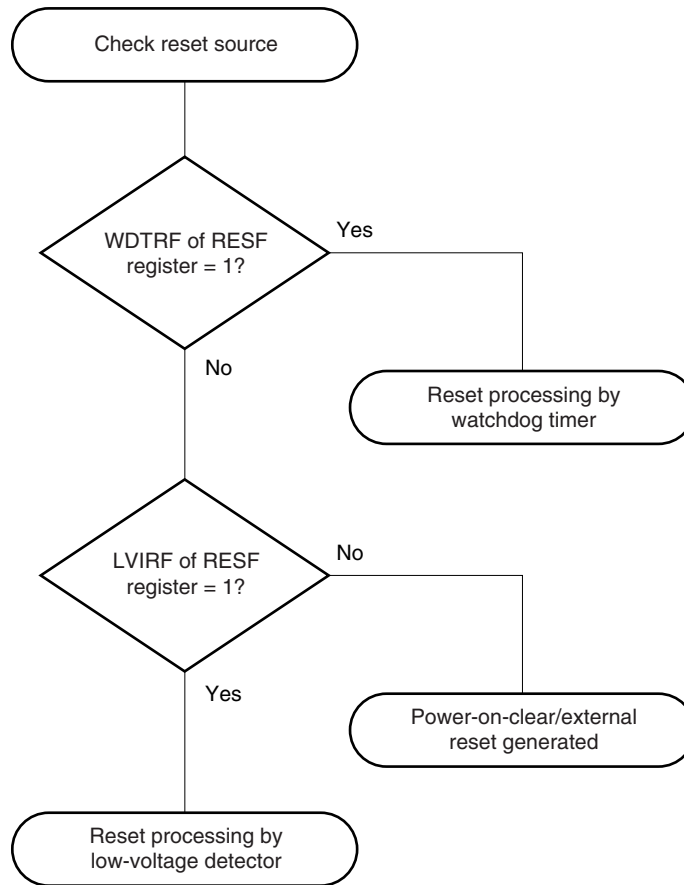 Check reset source
WDTRF of RESF
register = 1?
Yes
No
Reset processing by
watchdog timer
LVIRF of RESF
register = 1?
No
Yes
Power-on-clear/external
reset generated
Reset processing by
low-voltage detector